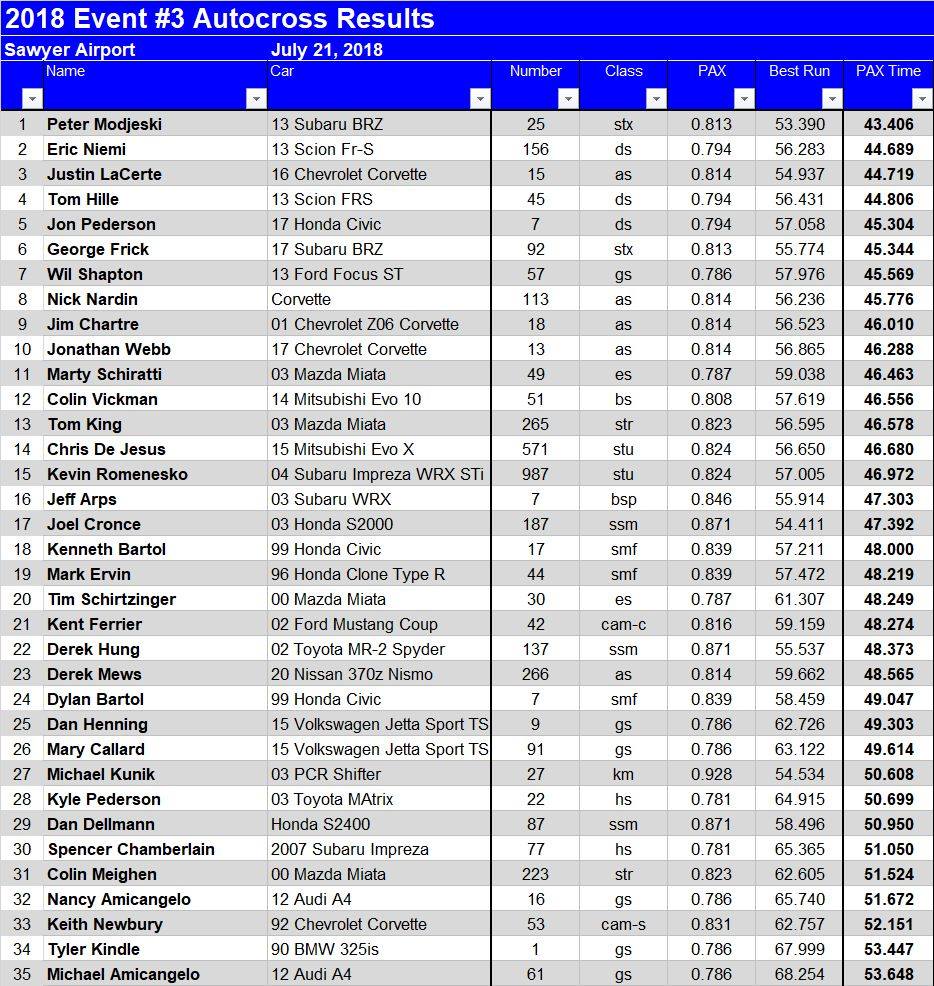 2018 Event #3 Autocross Results
Sawyer Airport July 21, 2018
Name Car Number Class PAX Best Run PAX Time
1 Peter Modjeski 13 Subaru BRZ 25 stx 0.813 53.390 43.406
2 Eric Niemi 13 Scion Fr-S 156 ds 0.794 56.283 44.689
3 Justin LaCerte 16 Chevrolet Corvette 15 as 0.814 54.937 44.719
4 Tom Hille 13 Scion FRS 45 ds 0.794 56.431 44.806
5 Jon Pederson 17 Honda Civic 7 ds 0.794 57.058 45.304
6 George Frick 17 Subaru BRZ 92 stx 0.813 55.774 45.344
7 Wil Shapton 13 Ford Focus ST 57 gs 0.786 57.976 45.569
8 Nick Nardin Corvette 113 as 0.814 56.236 45.776
9 Jim Chartre 01 Chevrolet Z06 Corvette 18 as 0.814 56.523 46.010
10 Jonathan Webb 17 Chevrolet Corvette 13 as 0.814 56.865 46.288
11 Marty Schiratti 03 Mazda Miata 49 es 0.787 59.038 46.463
12 Colin Vickman 14 Mitsubishi Evo 10 51 bs 0.808 57.619 46.556
13 Tom King 03 Mazda Miata 265 str 0.823 56.595 46.578
14 Chris De Jesus 15 Mitsubishi Evo X 571 stu 0.824 56.650 46.680
15 Kevin Romenesko 04 Subaru Impreza WRX STi 987 stu 0.824 57.005 46.972
16 Jeff Arps 03 Subaru WRX 7 bsp 0.846 55.914 47.303
17 Joel Cronce 03 Honda S2000 187 ssm 0.871 54.411 47.392
18 Kenneth Bartol 99 Honda Civic 17 smf 0.839 57.211 48.000
19 Mark Ervin 96 Honda Clone Type R 44 smf 0.839 57.472 48.219
20 Tim Schirtzinger 00 Mazda Miata 30 es 0.787 61.307 48.249
21 Kent Ferrier 02 Ford Mustang Coup 42 cam-c 0.816 59.159 48.274
22 Derek Hung 02 Toyota MR-2 Spyder 137 ssm 0.871 55.537 48.373
23 Derek Mews 20 Nissan 370z Nismo 266 as 0.814 59.662 48.565
24 Dylan Bartol 99 Honda Civic 7 smf 0.839 58.459 49.047
25 Dan Henning 15 Volkswagen Jetta Sport TS 9 gs 0.786 62.726 49.303
26 Mary Callard 15 Volkswagen Jetta Sport TS 91 gs 0.786 63.122 49.614
27 Michael Kunik 03 PCR Shifter 27 km 0.928 54.534 50.608
28 Kyle Pederson 03 Toyota MAtrix 22 hs 0.781 64.915 50.699
29 Dan Dellmann Honda S2400 87 ssm 0.871 58.496 50.950
30 Spencer Chamberlain 2007 Subaru Impreza 77 hs 0.781 65.365 51.050
31 Colin Meighen 00 Mazda Miata 223 str 0.823 62.605 51.524
32 Nancy Amicangelo 12 Audi A4 16 gs 0.786 65.740 51.672
33 Keith Newbury 92 Chevrolet Corvette 53 cam-s 0.831 62.757 52.151
34 Tyler Kindle 90 BMW 325is 1 gs 0.786 67.999 53.447
35 Michael Amicangelo 12 Audi A4 61 gs 0.786 68.254 53.648